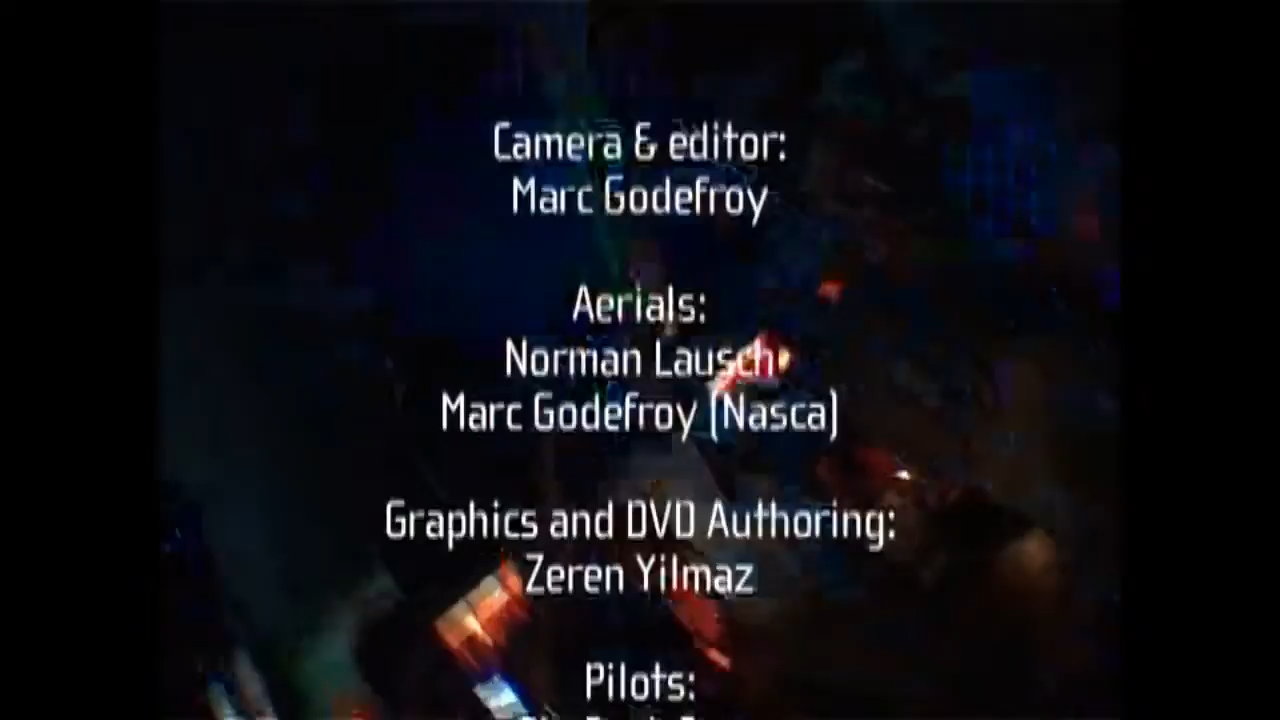 Camera & editor:
Marc Godefroy
Aerials:
Norman Lausch
Marc Godefroy (Nasca)
Graphics and DVD Authoring:
Zeren Yilmaz
Pilots: